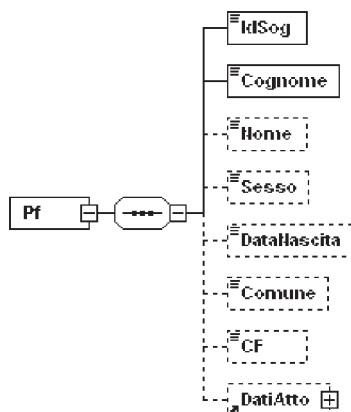 IdSog
Cognome
Nome
Sesso
DataNascita
Pf
Comune
CF
DatiAtto